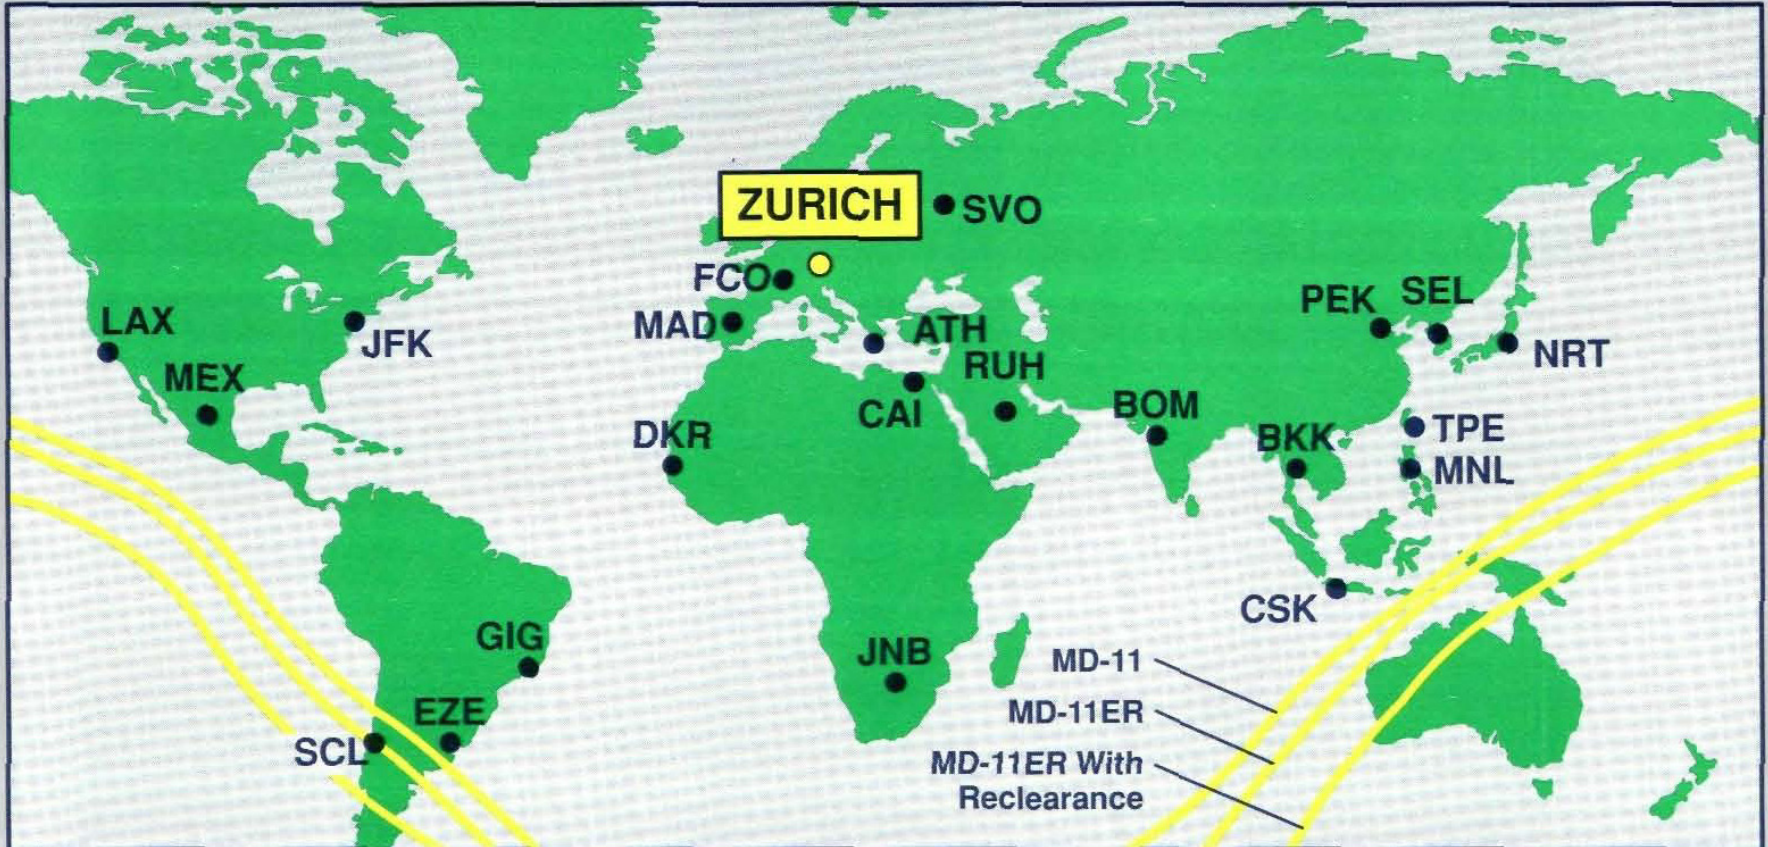 ZURICH
SVO
FCO
MAD
ATH
RUH
CAI
DKR
LAX
JFK
MEX
PEK
SEL
NRT
BOM
BKK
TPE
MNL
CSK
GIG
EZE
SCL
JNB
MD-11
MD-11ER
MD-11ER With
Reclearance